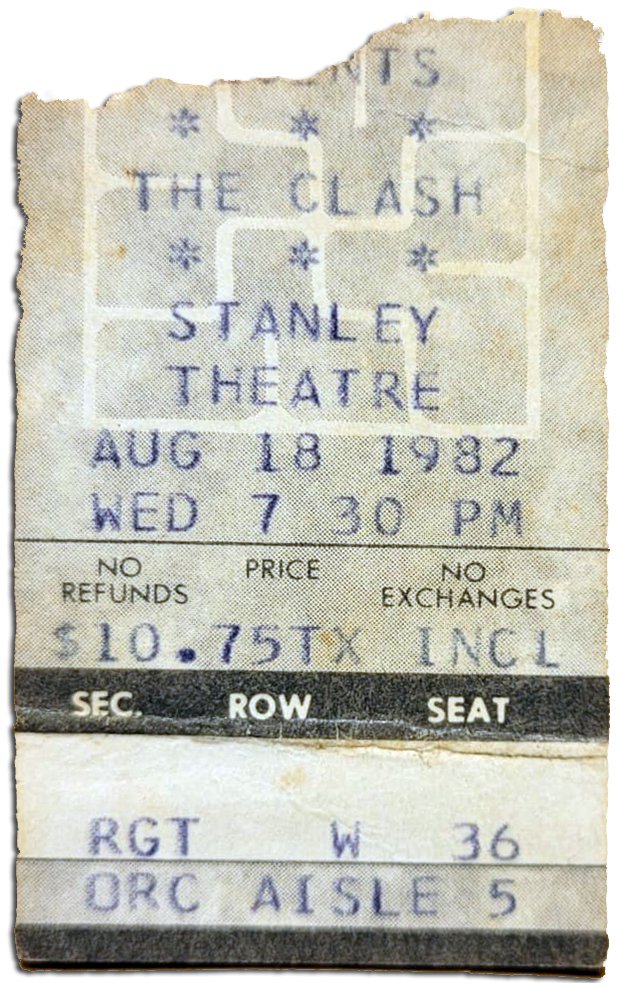 * * *
THE CLASH
* * *
STANLEY
THEATRE
AUG 18 1982
WED 7 30 PM
NO PRICE NO
REFUNDS EXCHANGES
$10.75TX INCL
SEC. ROW SEAT
RGT W 36
ORC AISLE 5